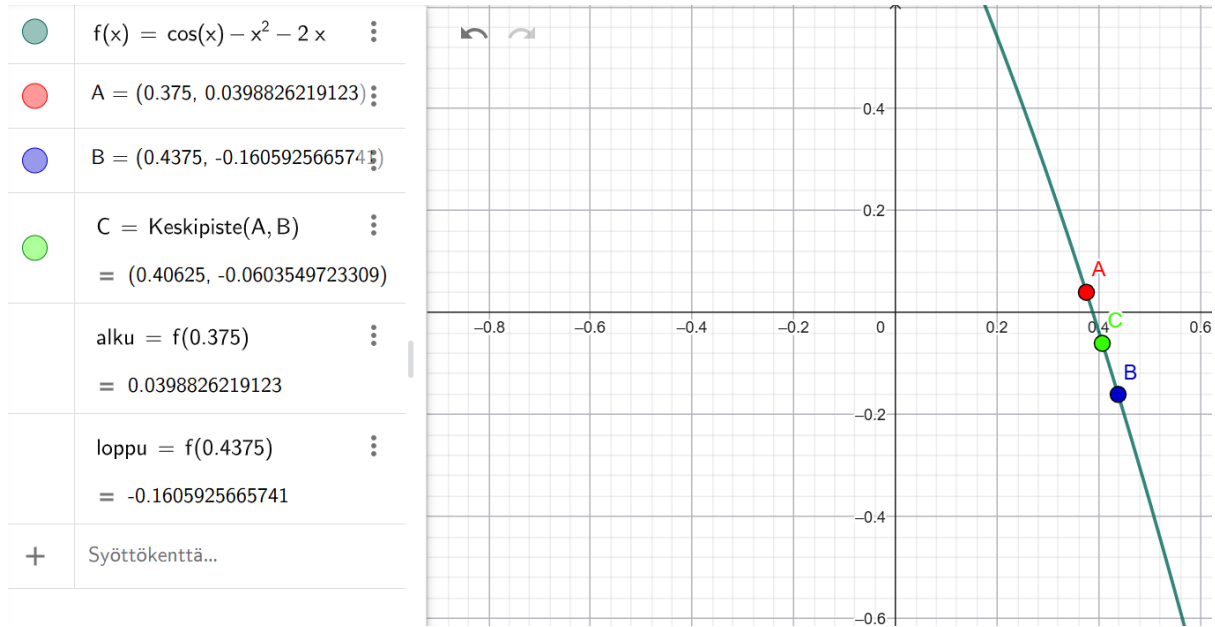 f(x) = cos(x) − x² − 2 x
A = (0.375, 0.0398826219123)
B = (0.4375, -0.1605925665741)
C = Keskipiste(A, B)
= (0.40625, -0.0603549723309)
alku = f(0.375)
= 0.0398826219123
loppu = f(0.4375)
= -0.1605925665741
+ Syöttökenttä...
0.4
0.2
A
−0.8 −0.6 −0.4 −0.2 0 0.2 0.4 0.6
C
B
−0.2
−0.4
−0.6